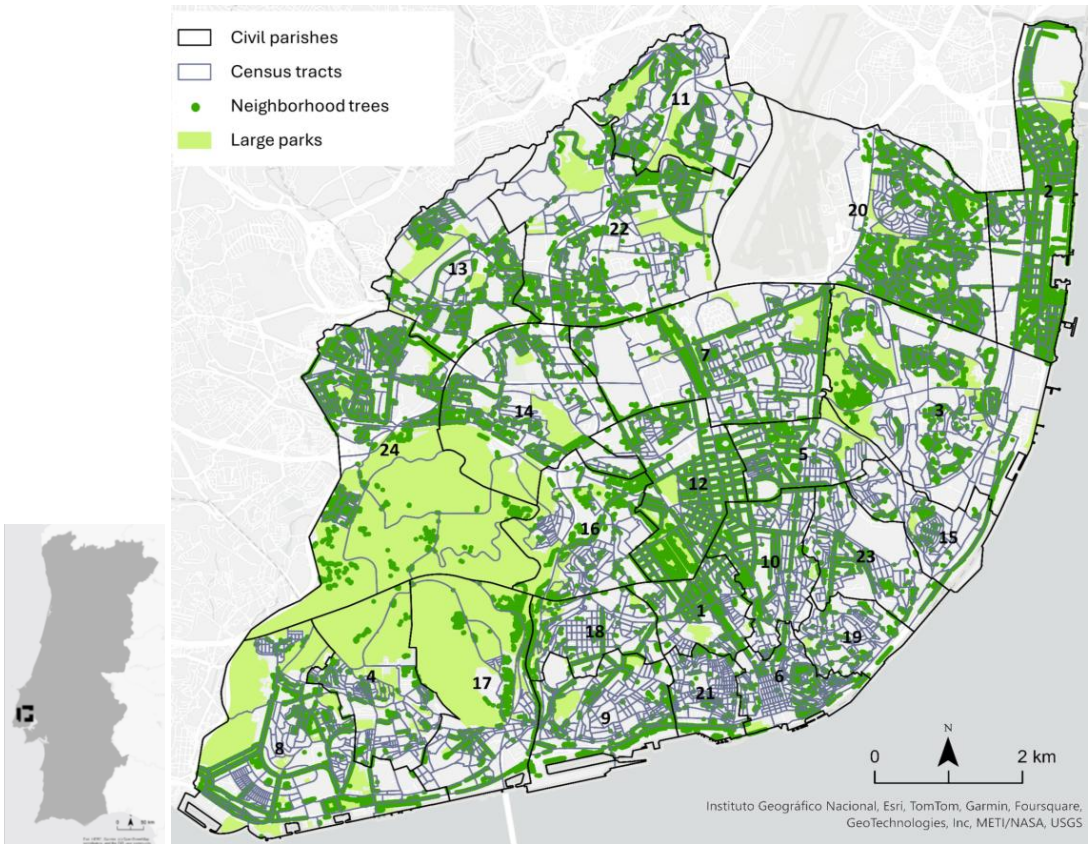 Civil parishes
Census tracts
Neighborhood trees
Large parks
11
2
20
22
13
7
14
3
24
5
12
16
15
10
23
1
18
19
4
17
6
21
9
8
N
0 2 km
Instituto Geográfico Nacional, Esri, TomTom, Garmin, Foursquare,
GeoTechnologies, Inc, METI/NASA, USGS
N